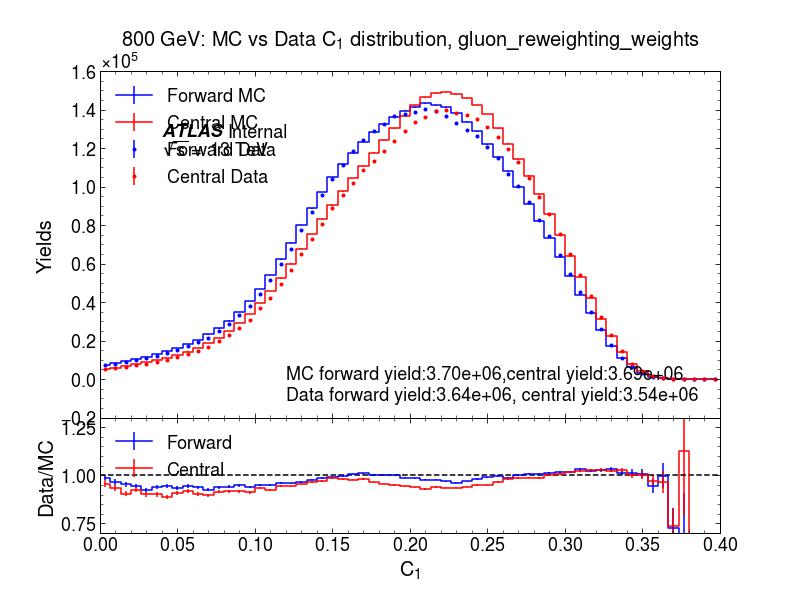 800 GeV: MC vs Data C1 distribution, gluon_reweighting_weights
×10^5
1.6
1.4
1.2
1.0
0.8
0.6
0.4
0.2
0.0
0.2
Yields
Forward MC
Central MC
ATLAS Internal
Forward Data
√s = 13 TeV
Central Data
MC forward yield:3.70e+06,central yield:3.69e+06
Data forward yield:3.64e+06, central yield:3.54e+06
1.25
1.00
0.75
Data/MC
Forward
Central
0.00 0.05 0.10 0.15 0.20 0.25 0.30 0.35 0.40
C1